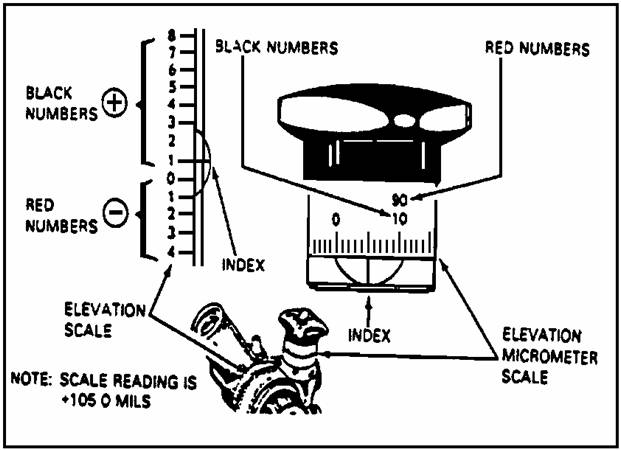 BLACK NUMBERS
RED NUMBERS
8
7
6
5
4
3
2
1
0
1
2
3
4
BLACK
NUMBERS
+
RED
NUMBERS
−
90
0 10
INDEX
ELEVATION
SCALE
INDEX
ELEVATION
MICROMETER
SCALE
NOTE: SCALE READING IS
+105 0 MILS